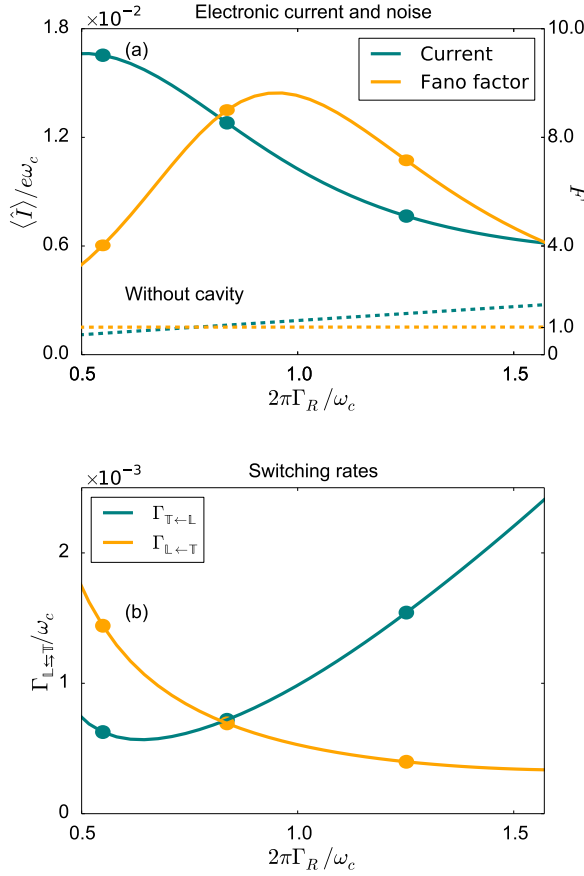 Electronic current and noise
×10⁻²
1.8
1.2
0.6
0.0
10.0
8.0
4.0
1.0
0
(a)
Current
Fano factor
⟨Î⟩/eω_c
F
Without cavity
0.5
1.0
1.5
2πΓ_R/ω_c
Switching rates
×10⁻³
2
1
0
Γ_𝕋←𝕃
Γ_𝕃←𝕋
(b)
Γ_𝕃⇆𝕋/ω_c
0.5
1.0
1.5
2πΓ_R/ω_c